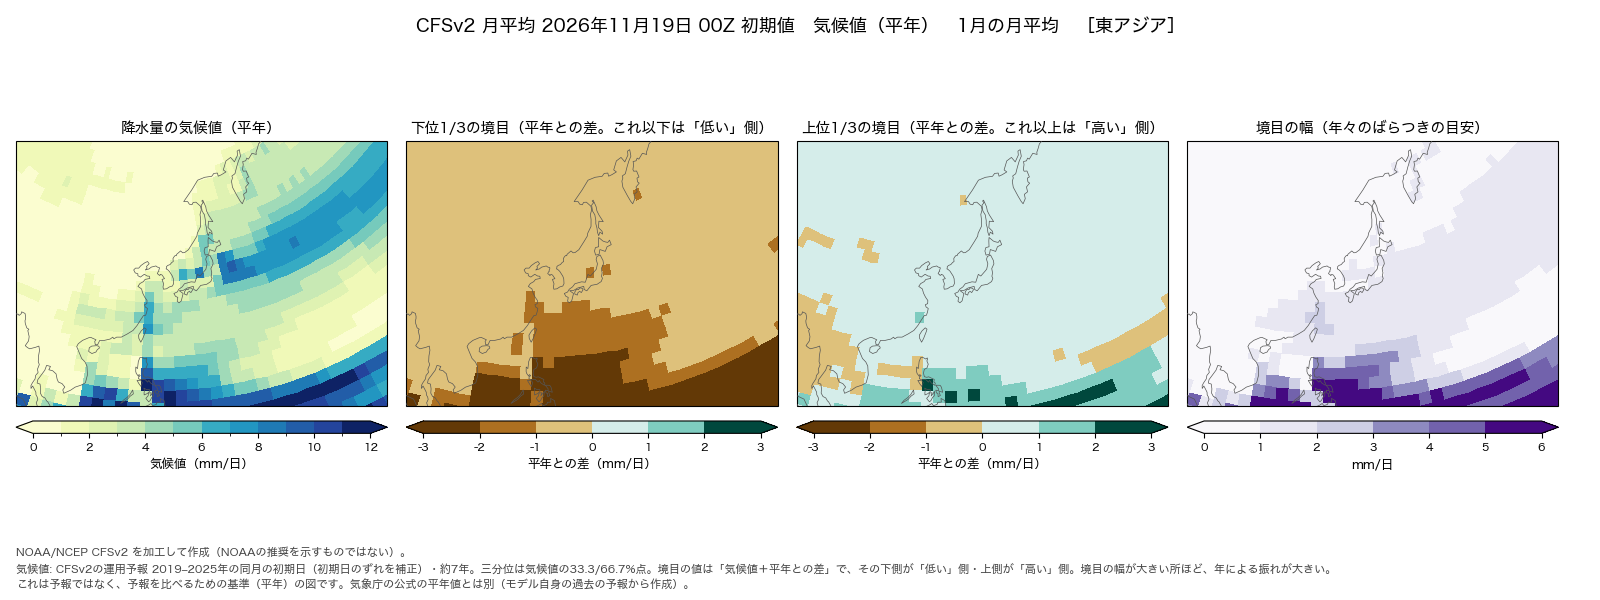 CFSv2 月平均 2026年11月19日 00Z 初期値　気候値（平年）　1月の月平均　［東アジア］
降水量の気候値（平年）
下位1/3の境目（平年との差。これ以下は「低い」側）
上位1/3の境目（平年との差。これ以上は「高い」側）
境目の幅（年々のばらつきの目安）
0 2 4 6 8 10 12
気候値（mm/日）
-3 -2 -1 0 1 2 3
平年との差（mm/日）
-3 -2 -1 0 1 2 3
平年との差（mm/日）
0 1 2 3 4 5 6
mm/日
NOAA/NCEP CFSv2 を加工して作成（NOAAの推奨を示すものではない）。
気候値: CFSv2の運用予報 2019–2025年の同月の初期日（初期日のずれを補正）・約7年。三分位は気候値の33.3/66.7%点。境目の値は「気候値＋平年との差」で、その下側が「低い」側・上側が「高い」側。境目の幅が大きい所ほど、年による振れが大きい。
これは予報ではなく、予報を比べるための基準（平年）の図です。気象庁の公式の平年値とは別（モデル自身の過去の予報から作成）。